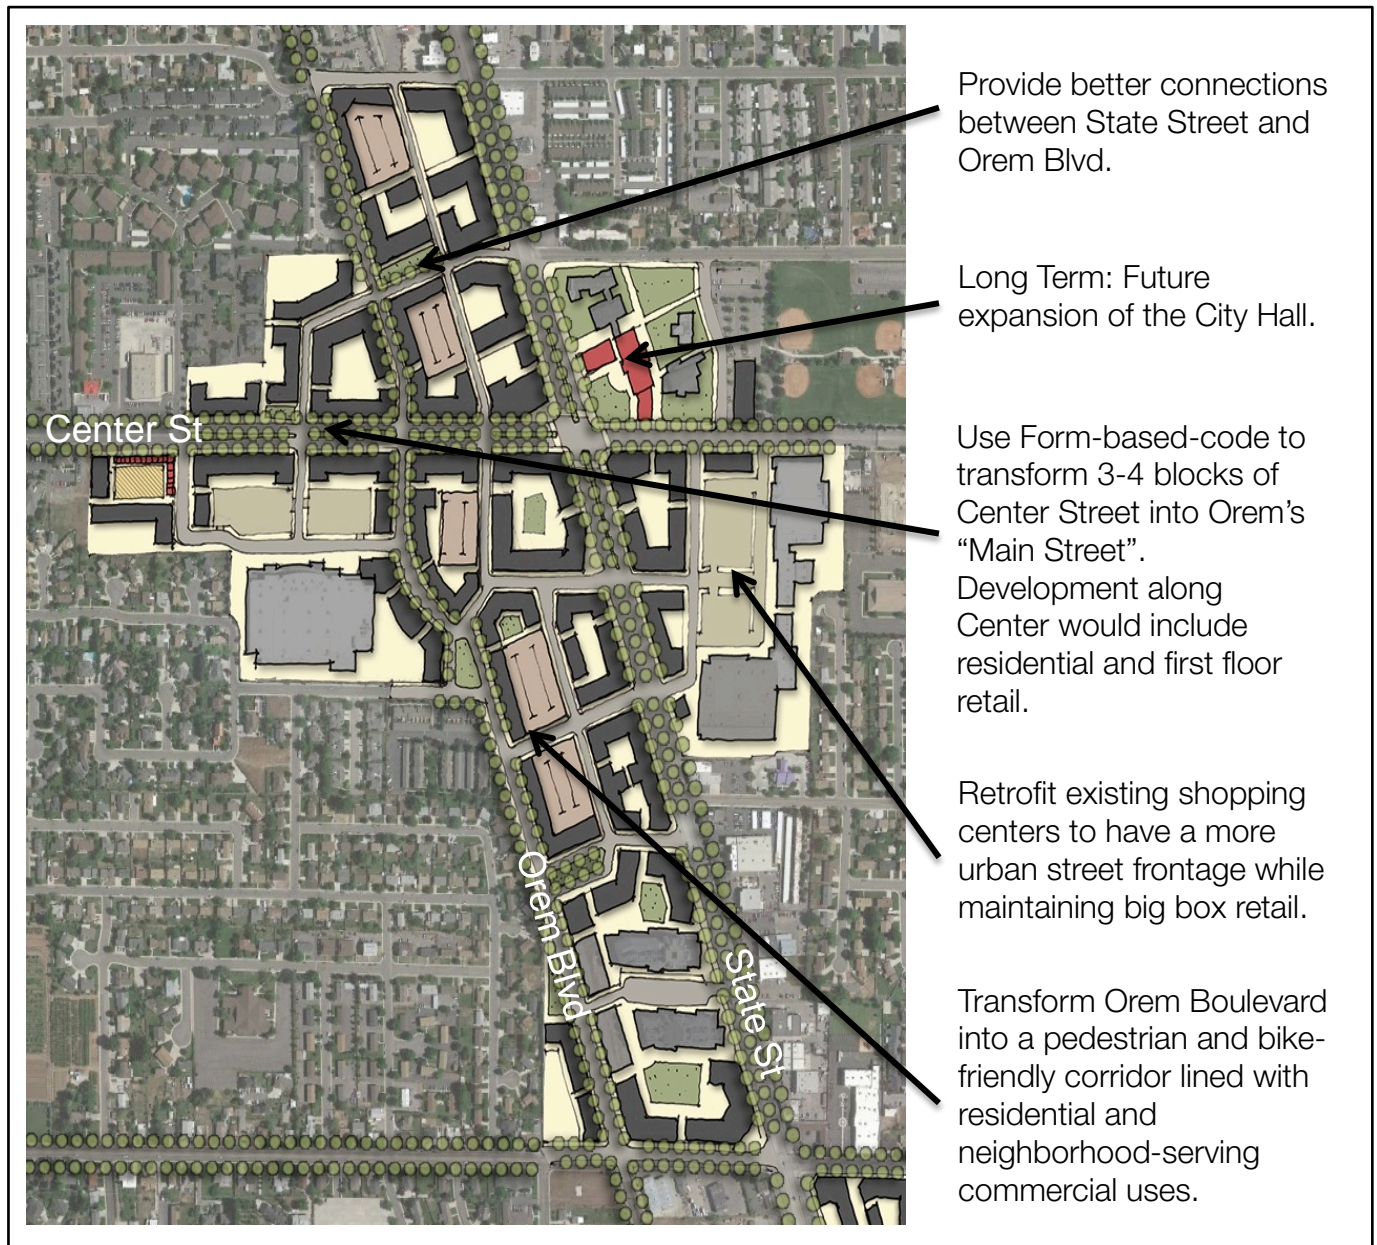 Provide better connections
between State Street and
Orem Blvd.
Long Term: Future
expansion of the City Hall.
Center St
Use Form-based-code to
transform 3-4 blocks of
Center Street into Orem’s
“Main Street”.
Development along
Center would include
residential and first floor
retail.
Retrofit existing shopping
centers to have a more
urban street frontage while
maintaining big box retail.
Orem Blvd
State St
Transform Orem Boulevard
into a pedestrian and bike-
friendly corridor lined with
residential and
neighborhood-serving
commercial uses.